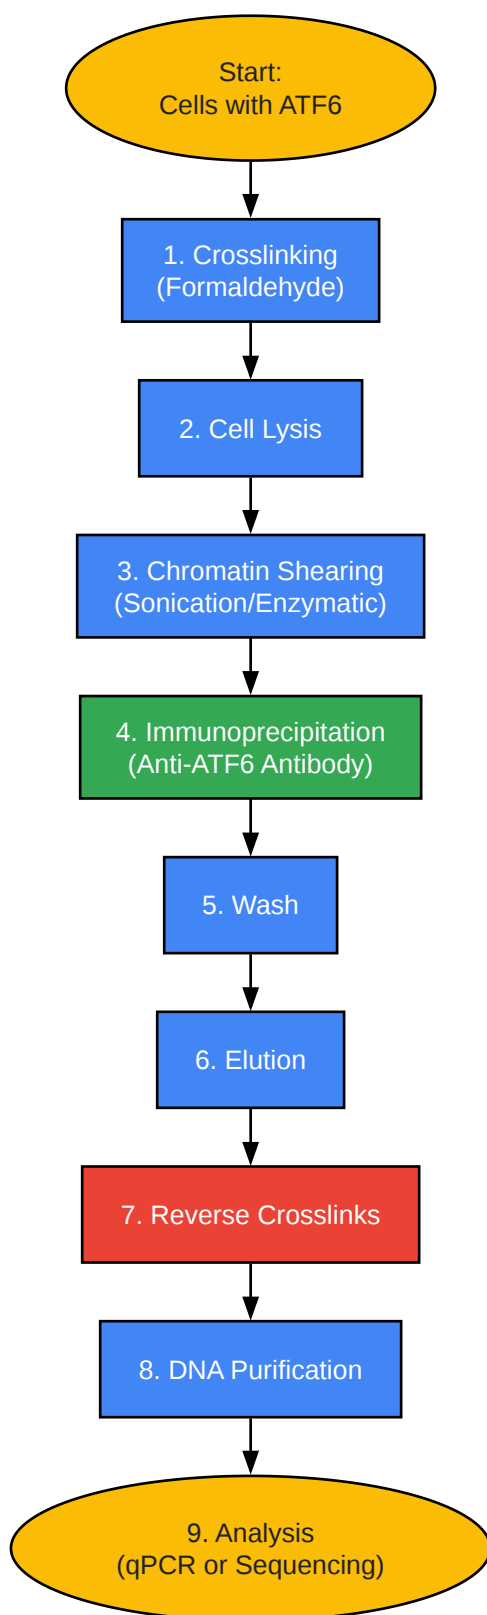 Start:
Cells with ATF6
1. Crosslinking
(Formaldehyde)
2. Cell Lysis
3. Chromatin Shearing
(Sonication/Enzymatic)
4. Immunoprecipitation
(Anti-ATF6 Antibody)
5. Wash
6. Elution
7. Reverse Crosslinks
8. DNA Purification
9. Analysis
(qPCR or Sequencing)